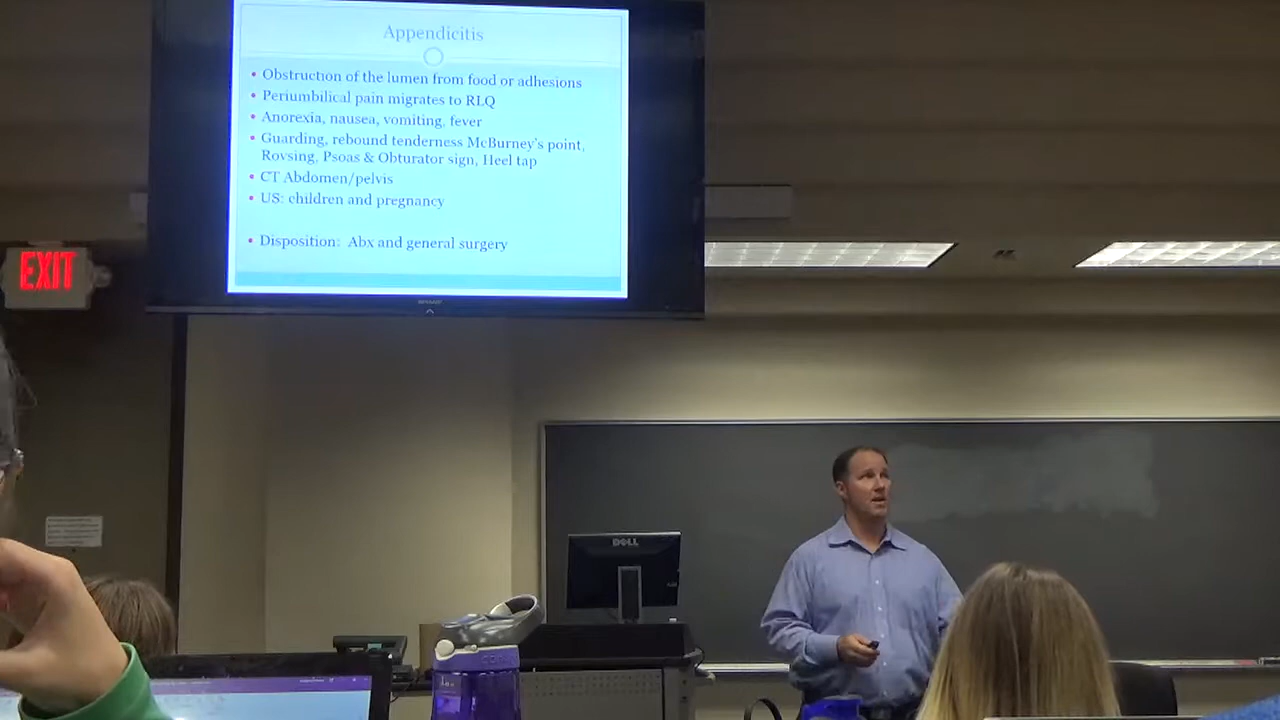 Appendicitis
• Obstruction of the lumen from food or adhesions
• Periumbilical pain migrates to RLQ
• Anorexia, nausea, vomiting, fever
• Guarding, rebound tenderness McBurney's point,
Rovsing, Psoas & Obturator sign, Heel tap
• CT Abdomen/pelvis
• US: children and pregnancy
• Disposition: Abx and general surgery
SHARP
EXIT
DELL